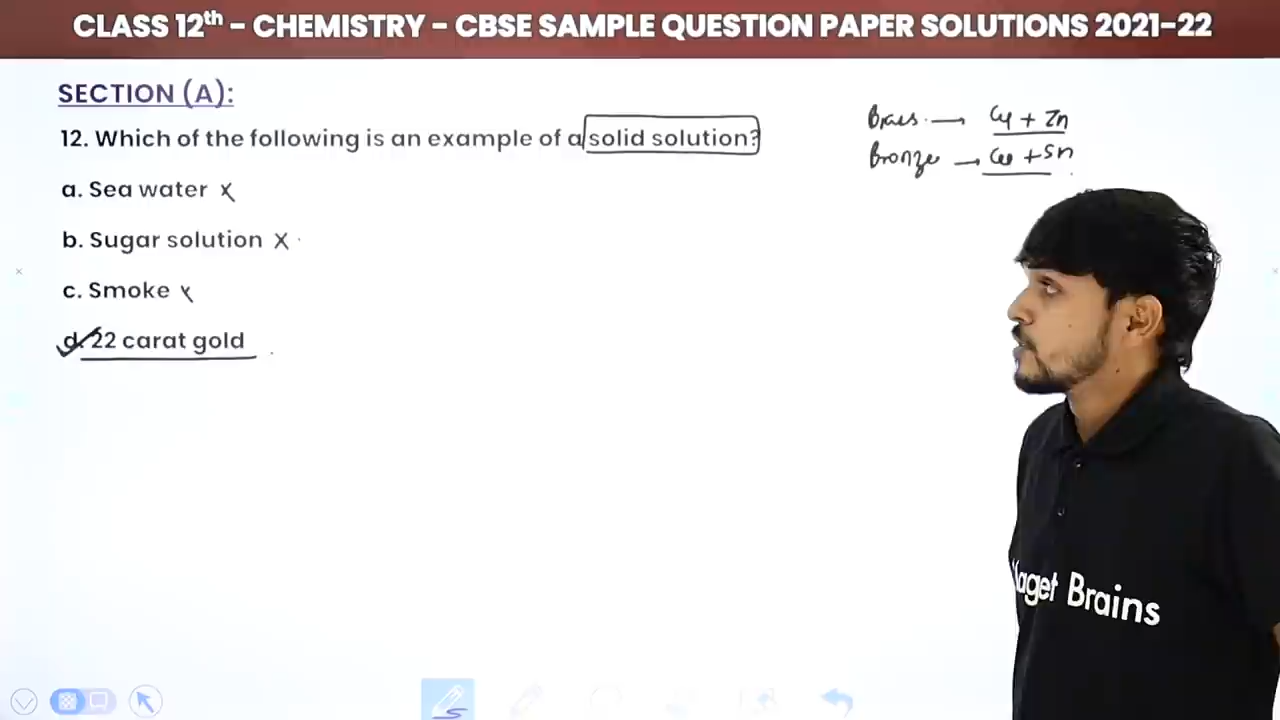 CLASS 12th - CHEMISTRY - CBSE SAMPLE QUESTION PAPER SOLUTIONS 2021-22
SECTION (A):
12. Which of the following is an example of a solid solution?
a. Sea water x
b. Sugar solution x
c. Smoke x
d. 22 carat gold
Brass → Cu + Zn
Bronze → Cu + Sn
aget Brains